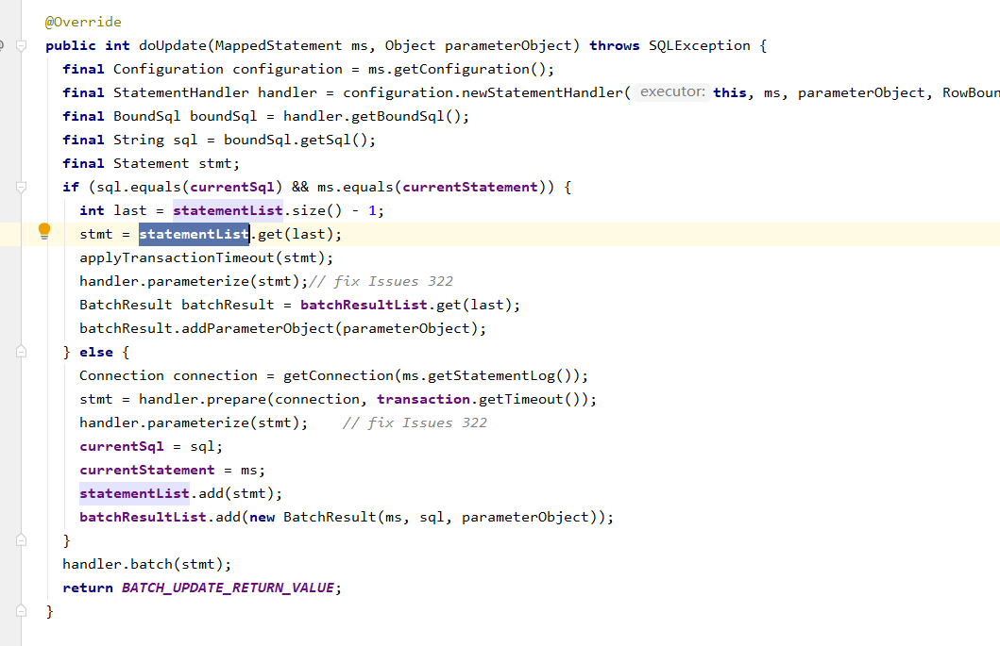 @Override
public int doUpdate(MappedStatement ms, Object parameterObject) throws SQLException {
final Configuration configuration = ms.getConfiguration();
final StatementHandler handler = configuration.newStatementHandler( executor: this, ms, parameterObject, RowBoun
final BoundSql boundSql = handler.getBoundSql();
final String sql = boundSql.getSql();
final Statement stmt;
if (sql.equals(currentSql) && ms.equals(currentStatement)) {
int last = statementList.size() - 1;
stmt = statementList.get(last);
applyTransactionTimeout(stmt);
handler.parameterize(stmt);// fix Issues 322
BatchResult batchResult = batchResultList.get(last);
batchResult.addParameterObject(parameterObject);
} else {
Connection connection = getConnection(ms.getStatementLog());
stmt = handler.prepare(connection, transaction.getTimeout());
handler.parameterize(stmt);    // fix Issues 322
currentSql = sql;
currentStatement = ms;
statementList.add(stmt);
batchResultList.add(new BatchResult(ms, sql, parameterObject));
}
handler.batch(stmt);
return BATCH_UPDATE_RETURN_VALUE;
}